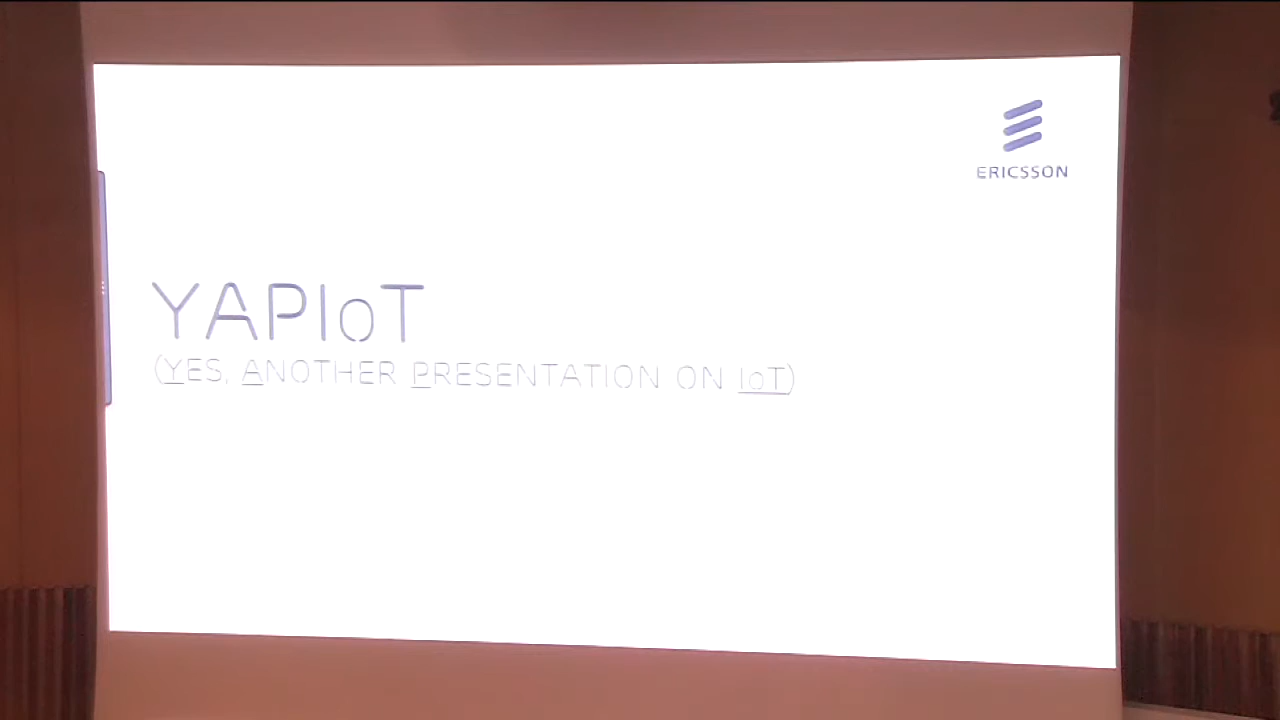 ERICSSON
YAPIoT
(YES, ANOTHER PRESENTATION ON IoT)